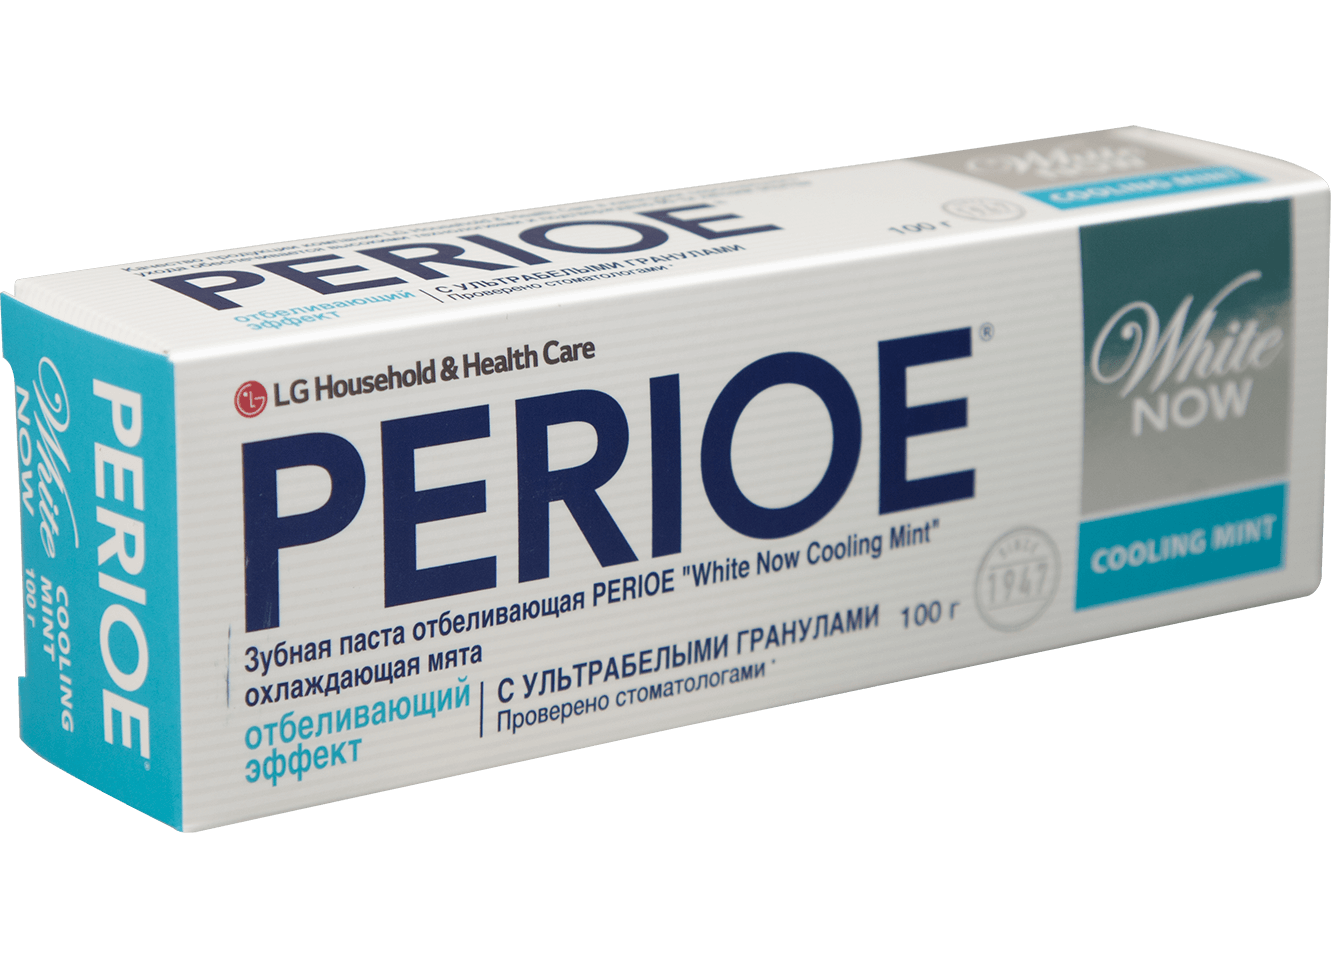 White
NOW
COOLING MINT
PERIOE
100 г
1947
отбеливающий
эффект
С УЛЬТРАБЕЛЫМИ ГРАНУЛАМИ
Проверено стоматологами*
LG Household & Health Care
PERIOE®
Зубная паста отбеливающая PERIOE "White Now Cooling Mint"
охлаждающая мята
отбеливающий
эффект
С УЛЬТРАБЕЛЫМИ ГРАНУЛАМИ
Проверено стоматологами*
100 г
SINCE
1947
White
NOW
COOLING MINT
PERIOE®
White
NOW
COOLING
MINT
100 г